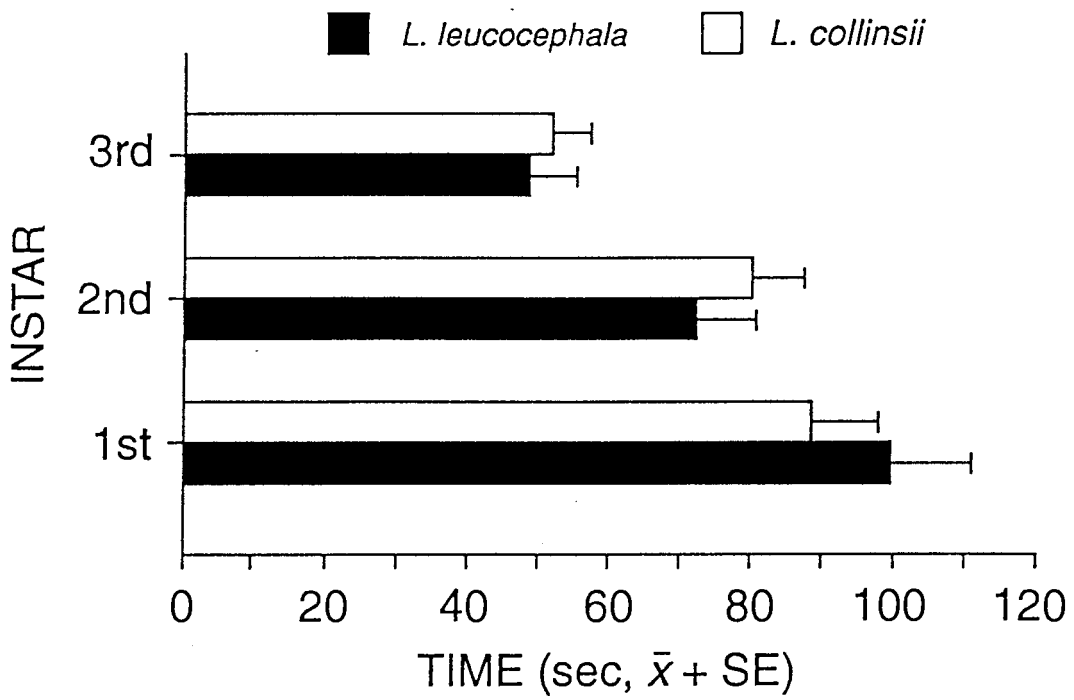 L. leucocephala L. collinsii
3rd
2nd
1st
INSTAR
0 20 40 60 80 100 120
TIME (sec, x̄ + SE)